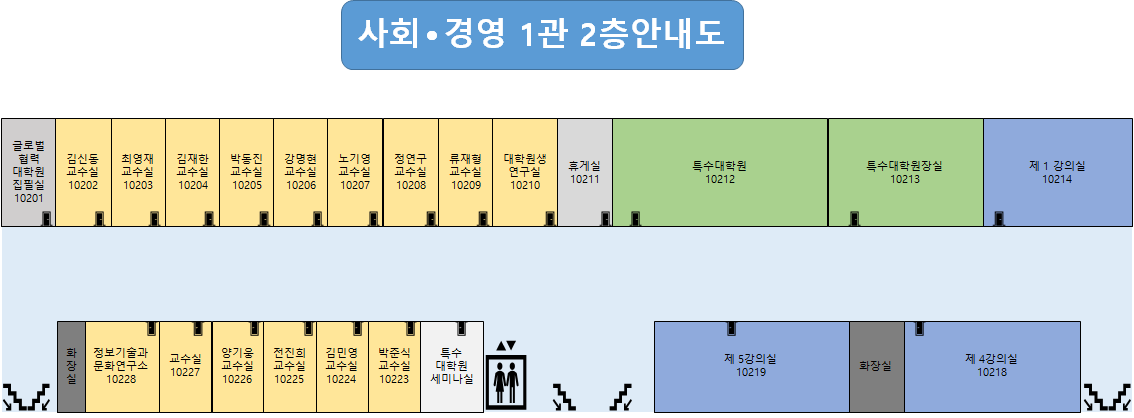 사회•경영 1관 2층안내도
글로벌
협력
대학원
집필실
10201
김신동
교수실
10202
최영재
교수실
10203
김재한
교수실
10204
박동진
교수실
10205
강명현
교수실
10206
노기영
교수실
10207
정연구
교수실
10208
류재형
교수실
10209
대학원생
연구실
10210
휴게실
10211
특수대학원
10212
특수대학원장실
10213
제 1 강의실
10214
화
장
실
정보기술과
문화연구소
10228
교수실
10227
양기웅
교수실
10226
전진희
교수실
10225
김민영
교수실
10224
박준식
교수실
10223
특수
대학원
세미나실
제 5강의실
10219
화장실
제 4강의실
10218